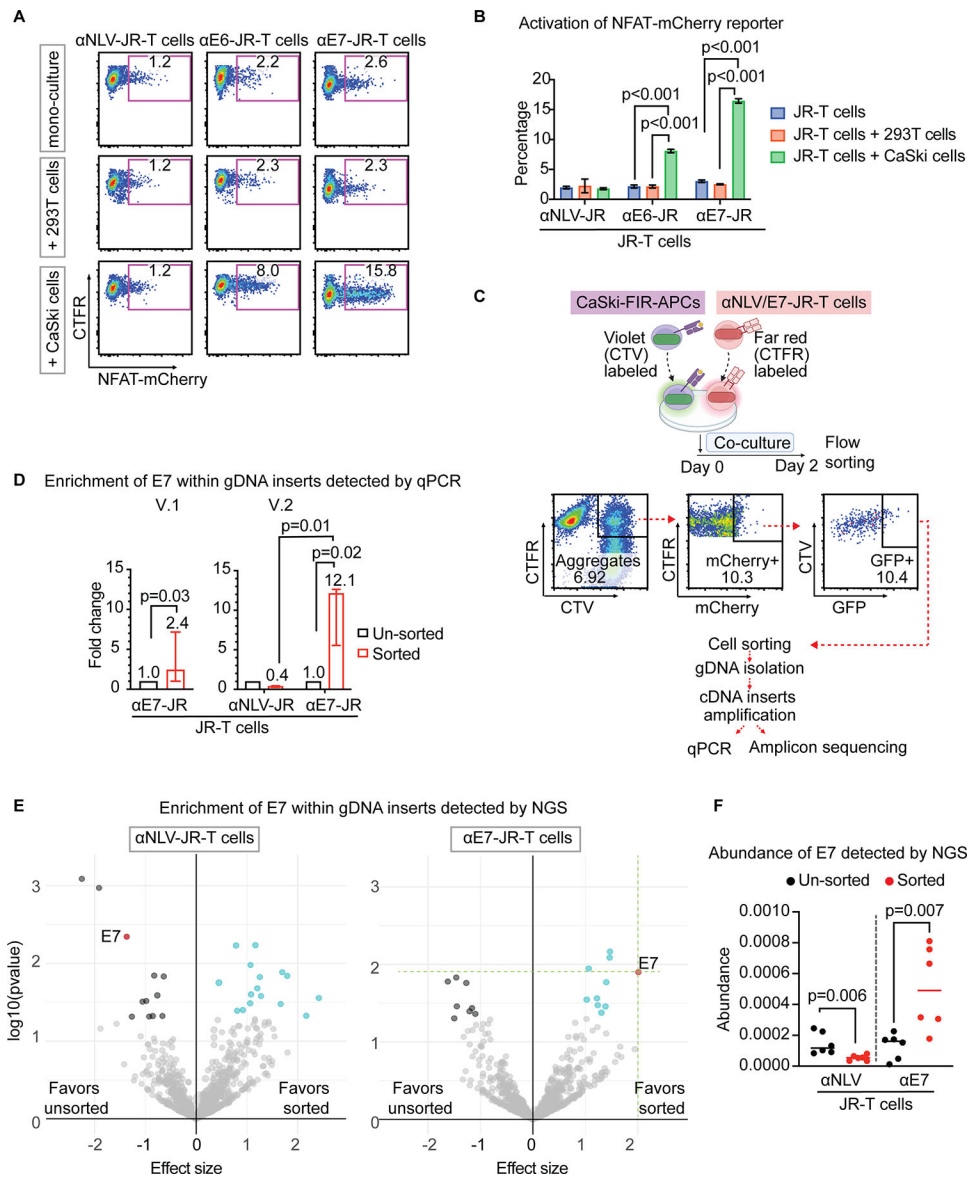 A
αNLV-JR-T cells αE6-JR-T cells αE7-JR-T cells
mono-culture
1.2 2.2 2.6
+ 293T cells
1.2 2.3 2.3
+ CaSki cells
1.2 8.0 15.8
CTFR
NFAT-mCherry
B
Activation of NFAT-mCherry reporter
p<0.001
p<0.001
p<0.001
p<0.001
Percentage
20
15
10
5
0
αNLV-JR αE6-JR αE7-JR
JR-T cells
JR-T cells
JR-T cells + 293T cells
JR-T cells + CaSki cells
C
CaSki-FIR-APCs αNLV/E7-JR-T cells
Violet
(CTV)
labeled
Far red
(CTFR)
labeled
Co-culture
Day 0 Day 2
Flow
sorting
CTFR
Aggregates
6.92
CTV
CTFR
mCherry+
10.3
mCherry
CTV
GFP+
10.4
GFP
Cell sorting
gDNA isolation
cDNA inserts
amplification
qPCR Amplicon sequencing
D
Enrichment of E7 within gDNA inserts detected by qPCR
V.1 V.2
Fold change
15
10
5
0
p=0.03
1.0 2.4
αE7-JR
15
10
5
0
p=0.01
p=0.02
0.4 1.0 12.1
αNLV-JR αE7-JR
JR-T cells
Un-sorted
Sorted
E
Enrichment of E7 within gDNA inserts detected by NGS
αNLV-JR-T cells αE7-JR-T cells
log10(pvalue)
3
2
1
0
E7
Favors
unsorted
Favors
sorted
-2 -1 0 1 2
Effect size
3
2
1
0
E7
Favors
unsorted
Favors
sorted
-2 -1 0 1 2
Effect size
F
Abundance of E7 detected by NGS
Un-sorted Sorted
Abundance
0.0010
0.0008
0.0006
0.0004
0.0002
0.0000
p=0.006
p=0.007
αNLV αE7
JR-T cells